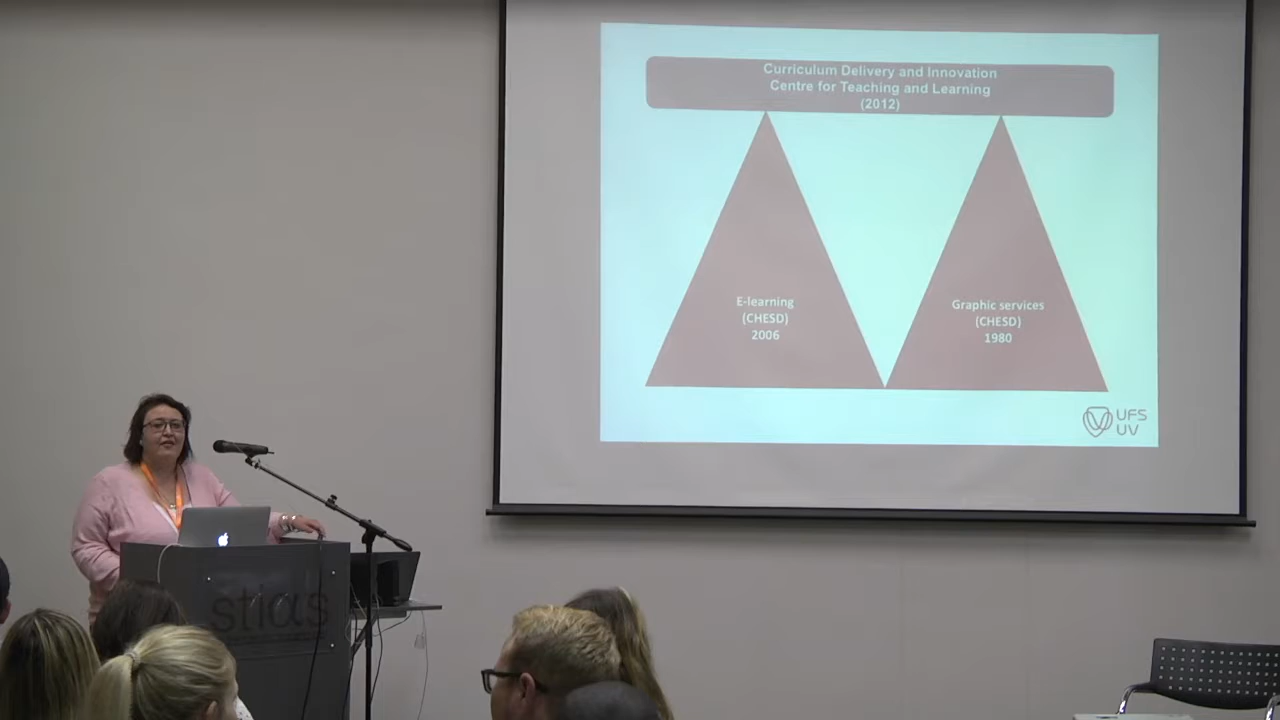 Curriculum Delivery and Innovation
Centre for Teaching and Learning
(2012)
E-learning
(CHESD)
2006
Graphic services
(CHESD)
1980
UFS
UV
stias